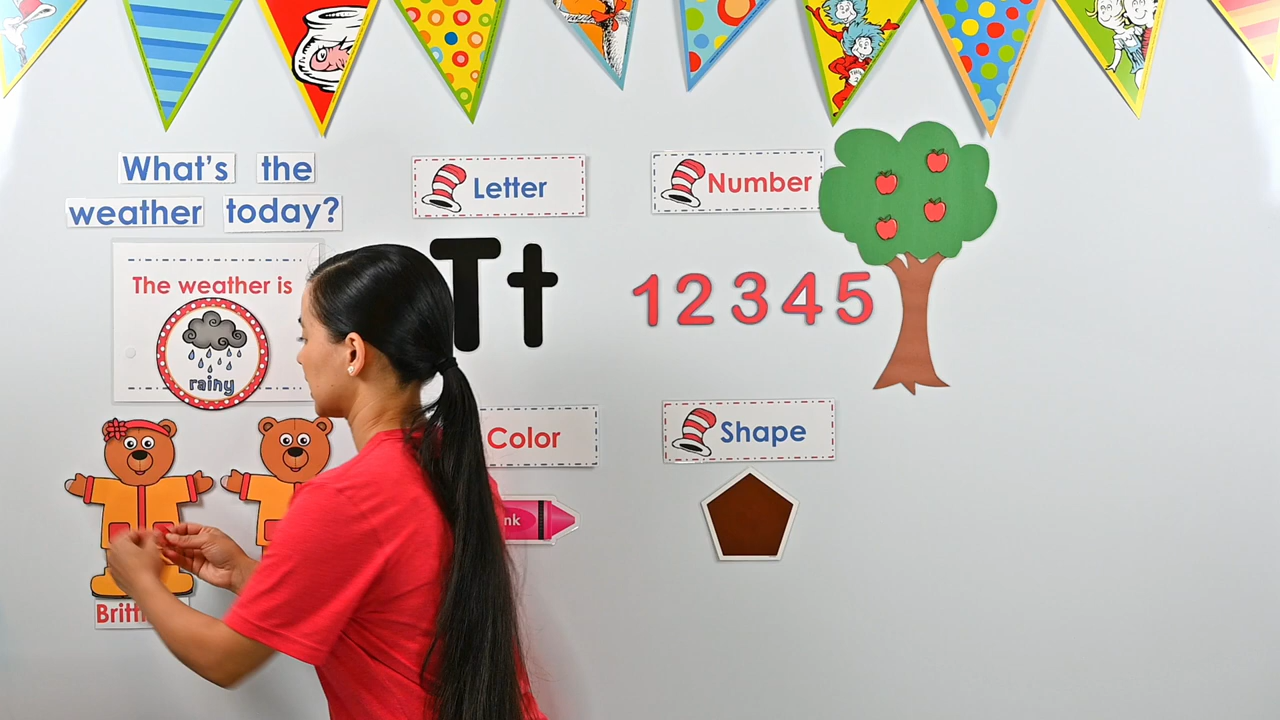 What's the
weather today?
The weather is
rainy
Letter
Tt
Number
12345
Color
Shape